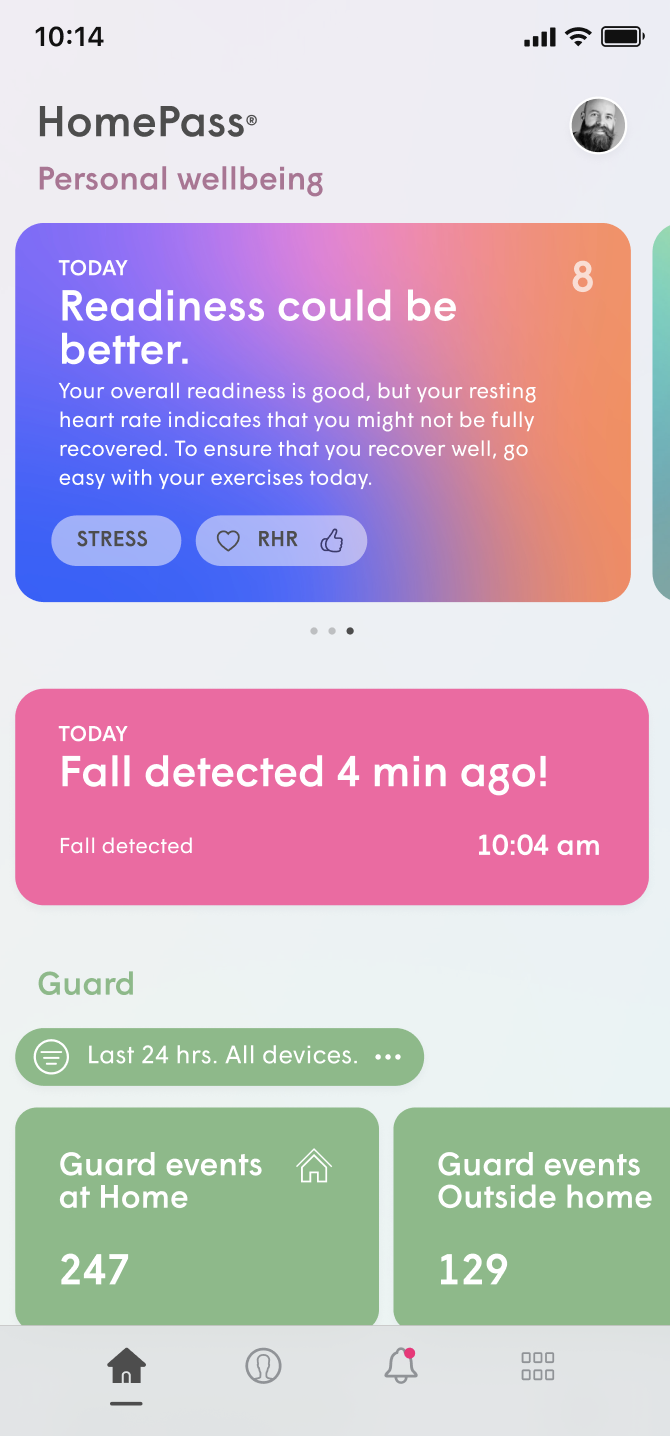 10:14
HomePass®
Personal wellbeing
TODAY
8
Readiness could be
better.
Your overall readiness is good, but your resting
heart rate indicates that you might not be fully
recovered. To ensure that you recover well, go
easy with your exercises today.
STRESS
RHR
TODAY
Fall detected 4 min ago!
Fall detected
10:04 am
Guard
Last 24 hrs. All devices.
Guard events
at Home
247
Guard events
Outside home
129